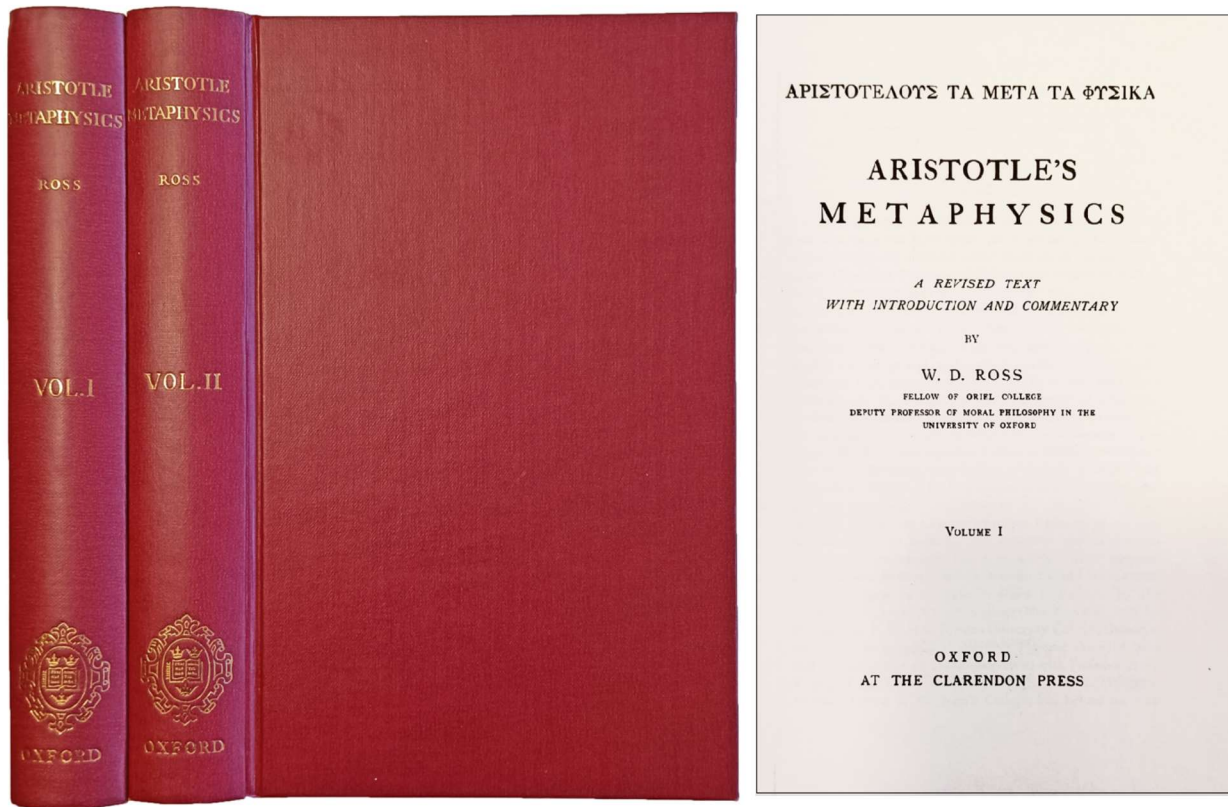 ARISTOTLE
METAPHYSICS
ROSS
VOL.I
OXFORD
ARISTOTLE
METAPHYSICS
ROSS
VOL.II
OXFORD
ΑΡΙΣΤΟΤΕΛΟΥΣ ΤΑ ΜΕΤΑ ΤΑ ΦΥΣΙΚΑ
ARISTOTLE'S
METAPHYSICS
A REVISED TEXT
WITH INTRODUCTION AND COMMENTARY
BY
W. D. ROSS
FELLOW OF ORIEL COLLEGE
DEPUTY PROFESSOR OF MORAL PHILOSOPHY IN THE
UNIVERSITY OF OXFORD
VOLUME I
OXFORD
AT THE CLARENDON PRESS